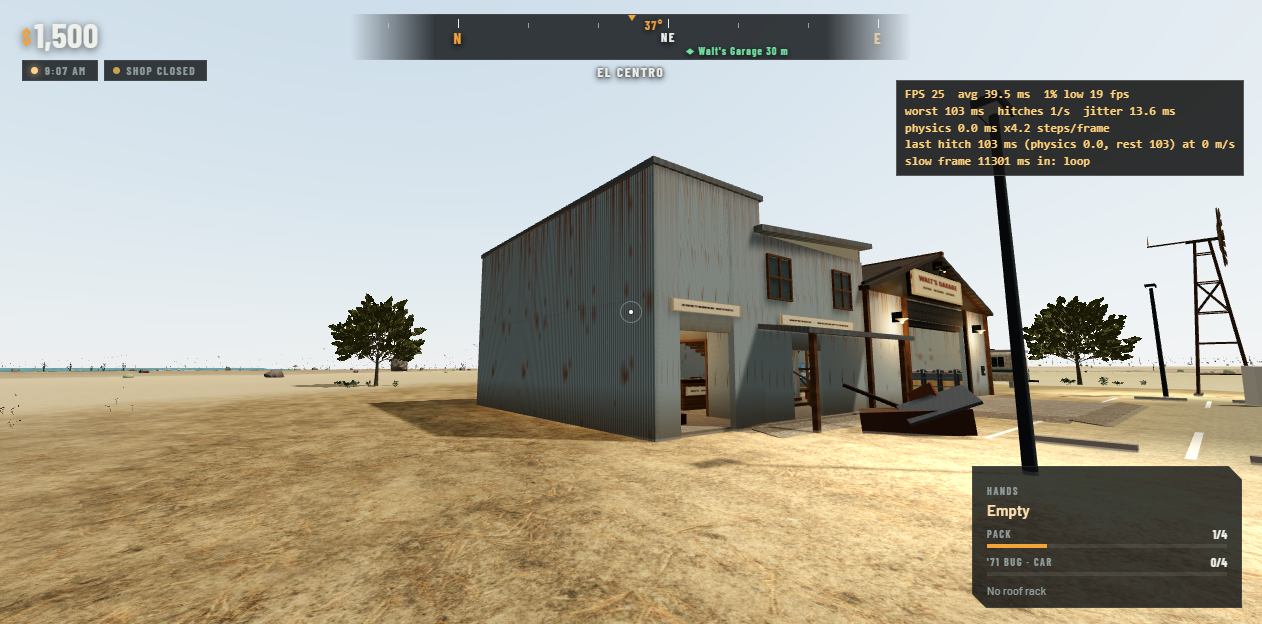 $1,500
9:07 AM
SHOP CLOSED
N
37°
NE
E
Walt's Garage 30 m
EL CENTRO
FPS 25 avg 39.5 ms 1% low 19 fps
worst 103 ms hitches 1/s jitter 13.6 ms
physics 0.0 ms x4.2 steps/frame
last hitch 103 ms (physics 0.0, rest 103) at 0 m/s
slow frame 11301 ms in: loop
WALT'S GARAGE
HANDS
Empty
PACK 1/4
'71 BUG - CAR 0/4
No roof rack